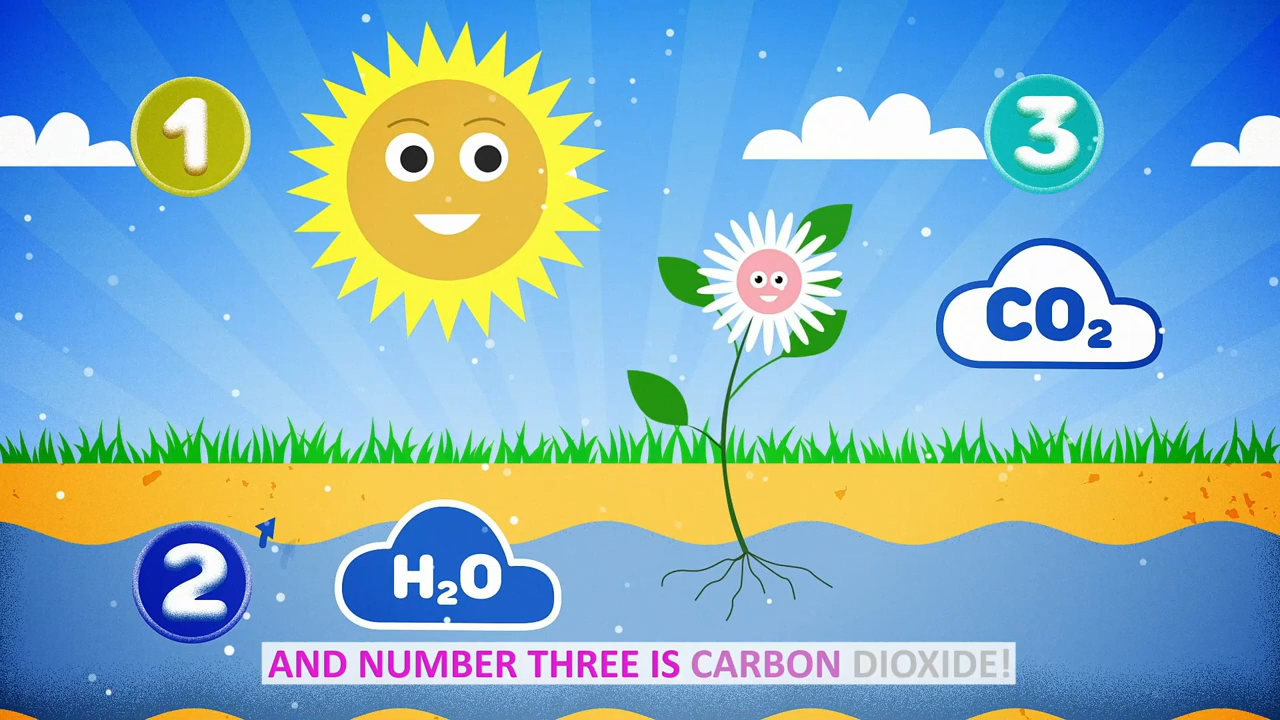 1
3
CO₂
2
H₂O
AND NUMBER THREE IS CARBON DIOXIDE!